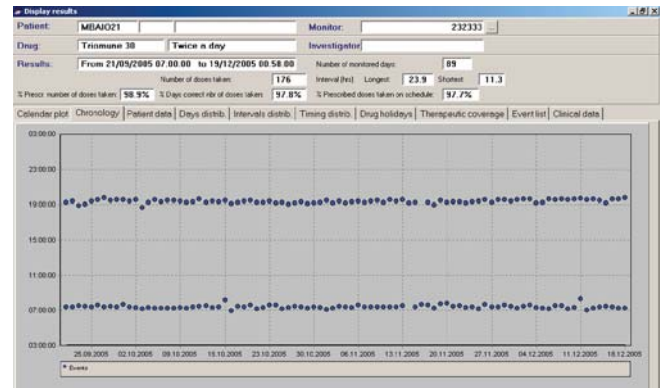 Display results
Patient: MBAIO21 Monitor: 232333 ...
Drug: Triomune 30 Twice a day Investigator
Results: From 21/09/2005 07.00.00 to 19/12/2005 00.58.00 Number of monitored days: 89
Number of doses taken: 176 Interval (hrs) Longest: 23.9 Shortest: 11.3
% Prescr. number of doses taken: 98.9% % Days correct nbr of doses taken: 97.8% % Prescribed doses taken on schedule: 97.7%
Calendar plot Chronology Patient data Days distrib. Intervals distrib. Timing distrib. Drug holidays Therapeutic coverage Event list Clinical data
03:00:00
23:00:00
19:00:00
15:00:00
11:00:00
07:00:00
03:00:00
25.09.2005 02.10.2005 09.10.2005 16.10.2005 23.10.2005 30.10.2005 06.11.2005 13.11.2005 20.11.2005 27.11.2005 04.12.2005 11.12.2005 18.12.2005
* Events